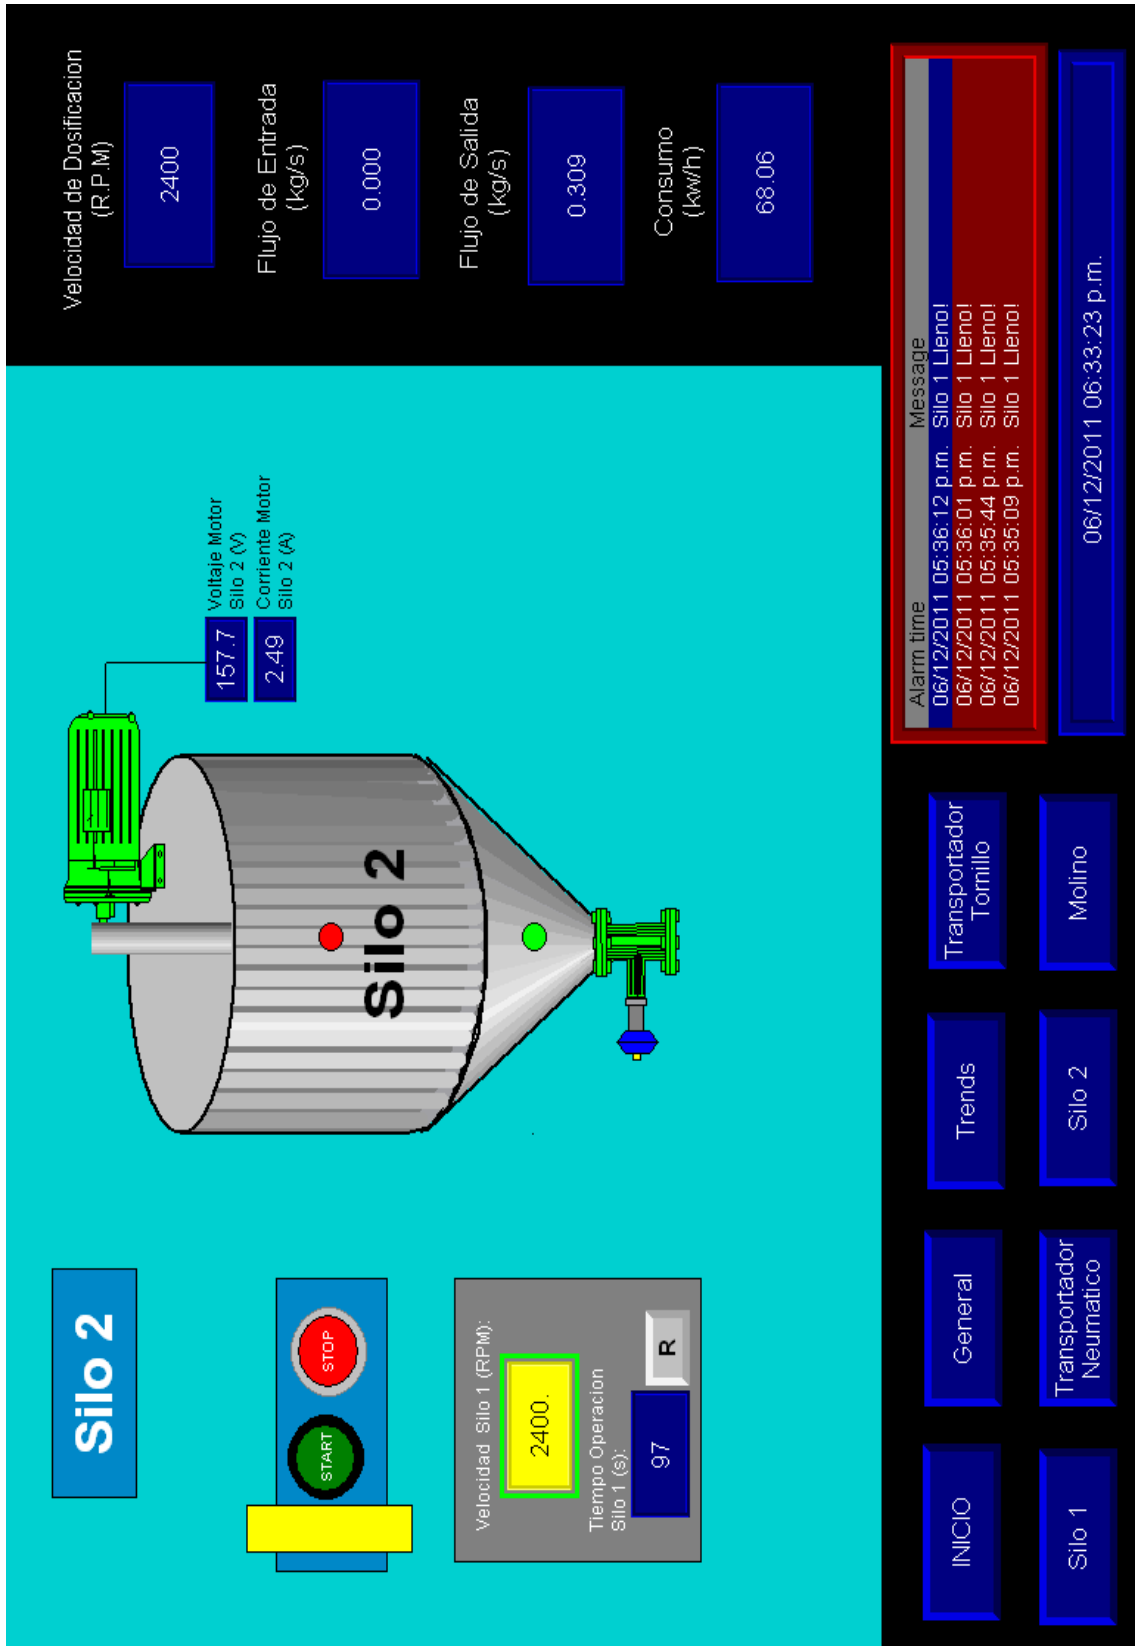 Silo 2
START
STOP
Velocidad Silo 1 (RPM):
2400.
Tiempo Operacion
Silo 1 (s):
97
R
Silo 2
157.7
Voltaje Motor
Silo 2 (V)
2.49
Corriente Motor
Silo 2 (A)
Velocidad de Dosificacion
(R.P.M)
2400
Flujo de Entrada
(kg/s)
0.000
Flujo de Salida
(kg/s)
0.309
Consumo
(kw/h)
68.06
INICIO
General
Trends
Transportador
Tornillo
Silo 1
Transportador
Neumatico
Silo 2
Molino
Alarm time Message
06/12/2011 05:36:12 p.m. Silo 1 Lleno!
06/12/2011 05:36:01 p.m. Silo 1 Lleno!
06/12/2011 05:35:44 p.m. Silo 1 Lleno!
06/12/2011 05:35:09 p.m. Silo 1 Lleno!
06/12/2011 06:33:23 p.m.